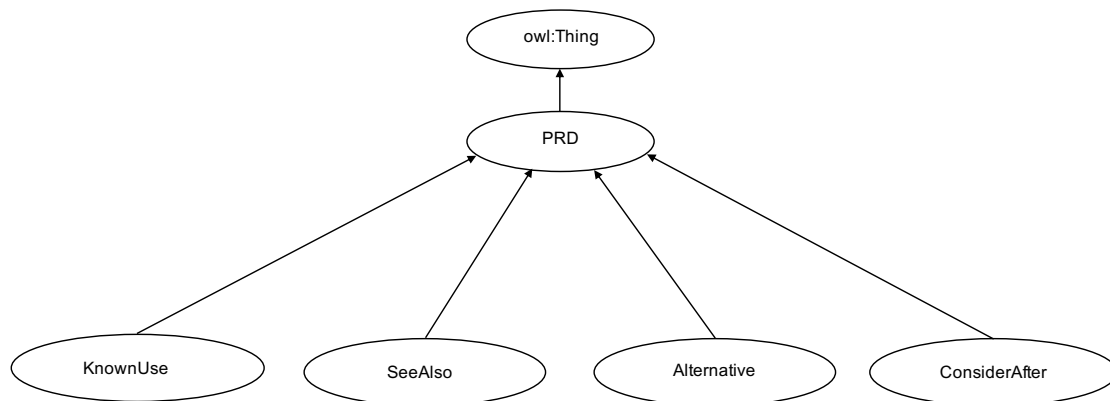 owl:Thing
PRD
KnownUse
SeeAlso
Alternative
ConsiderAfter